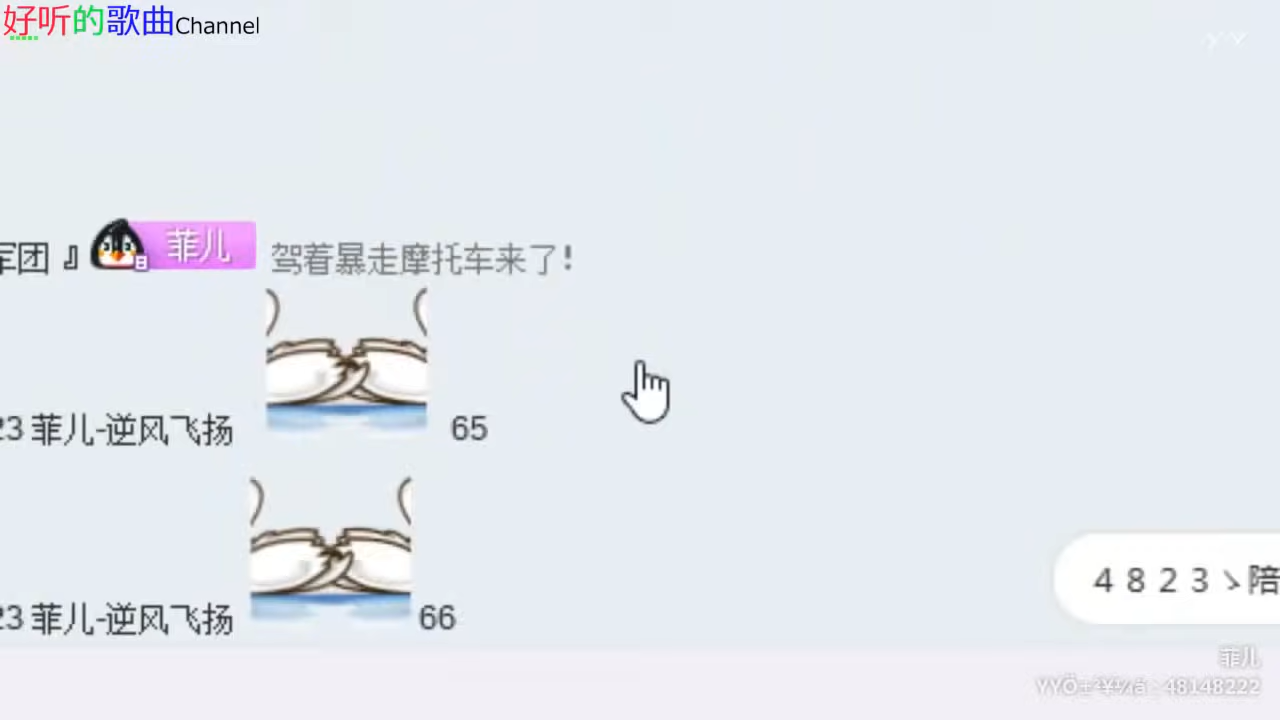 好听的歌曲Channel
军团 』 菲儿 驾着暴走摩托车来了!
23 菲儿-逆风飞扬 65
23 菲儿-逆风飞扬 66
4 8 2 3 ゝ陪
菲儿
48148222